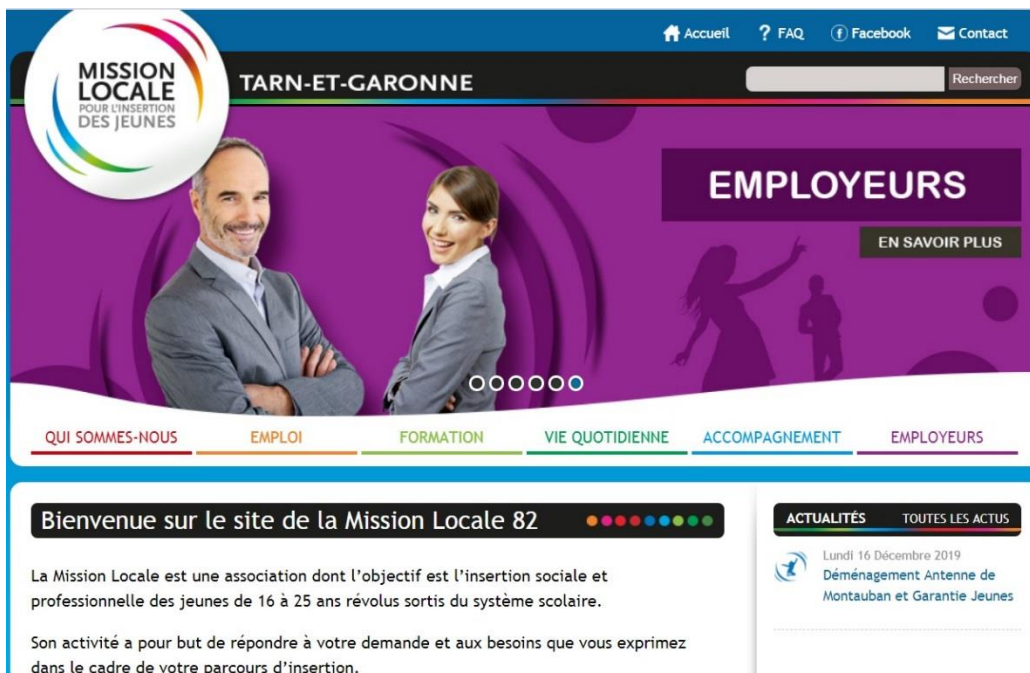 Accueil
? FAQ
Facebook
Contact
MISSION
LOCALE
POUR L'INSERTION
DES JEUNES
TARN-ET-GARONNE
Rechercher
EMPLOYEURS
EN SAVOIR PLUS
QUI SOMMES-NOUS
EMPLOI
FORMATION
VIE QUOTIDIENNE
ACCOMPAGNEMENT
EMPLOYEURS
Bienvenue sur le site de la Mission Locale 82
La Mission Locale est une association dont l'objectif est l'insertion sociale et
professionnelle des jeunes de 16 à 25 ans révolus sortis du système scolaire.
Son activité a pour but de répondre à votre demande et aux besoins que vous exprimez
dans le cadre de votre parcours d'insertion.
ACTUALITÉS
TOUTES LES ACTUS
Lundi 16 Décembre 2019
Déménagement Antenne de
Montauban et Garantie Jeunes